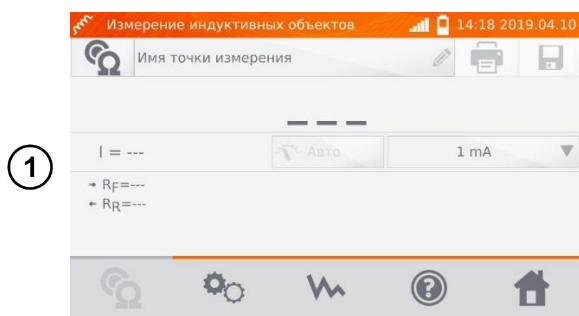 Измерение индуктивных объектов 14:18 2019.04.10
Имя точки измерения
---
I = --- Авто 1 mA
1
→ RF=---
← RR=---